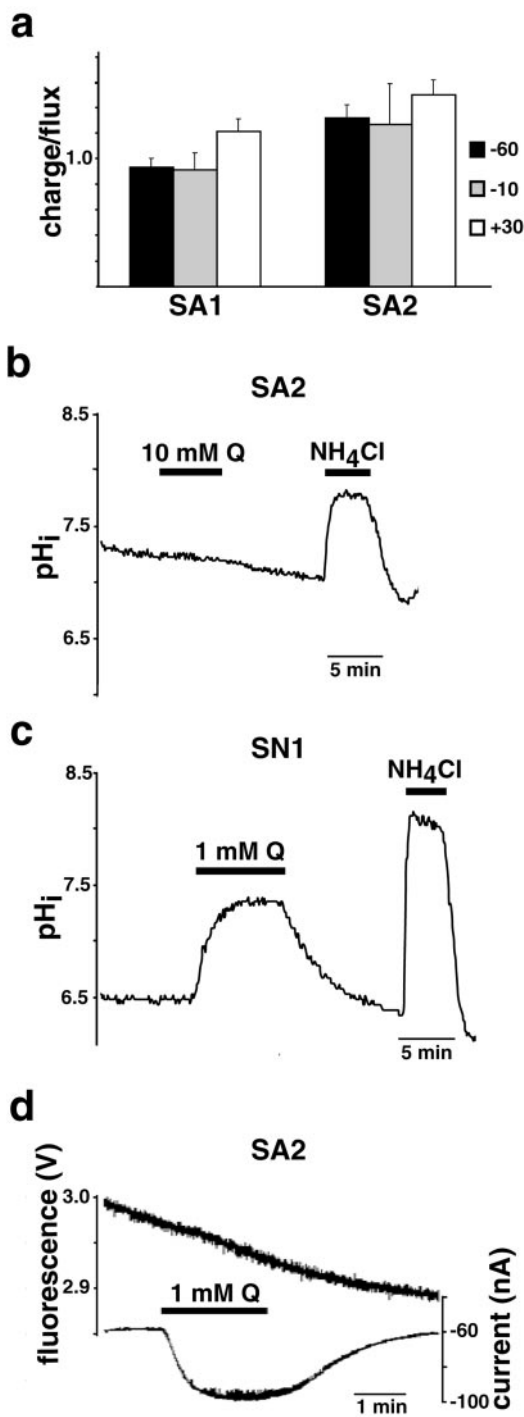 a
charge/flux
1.0
-60
-10
+30
SA1 SA2
b
SA2
8.5
10 mM Q NH4Cl
7.5
pHi
6.5
5 min
c
SN1
8.5
NH4Cl
1 mM Q
7.5
pHi
6.5
5 min
d
SA2
fluorescence (V)
3.0
2.9
1 mM Q
current (nA)
-60
-100
1 min